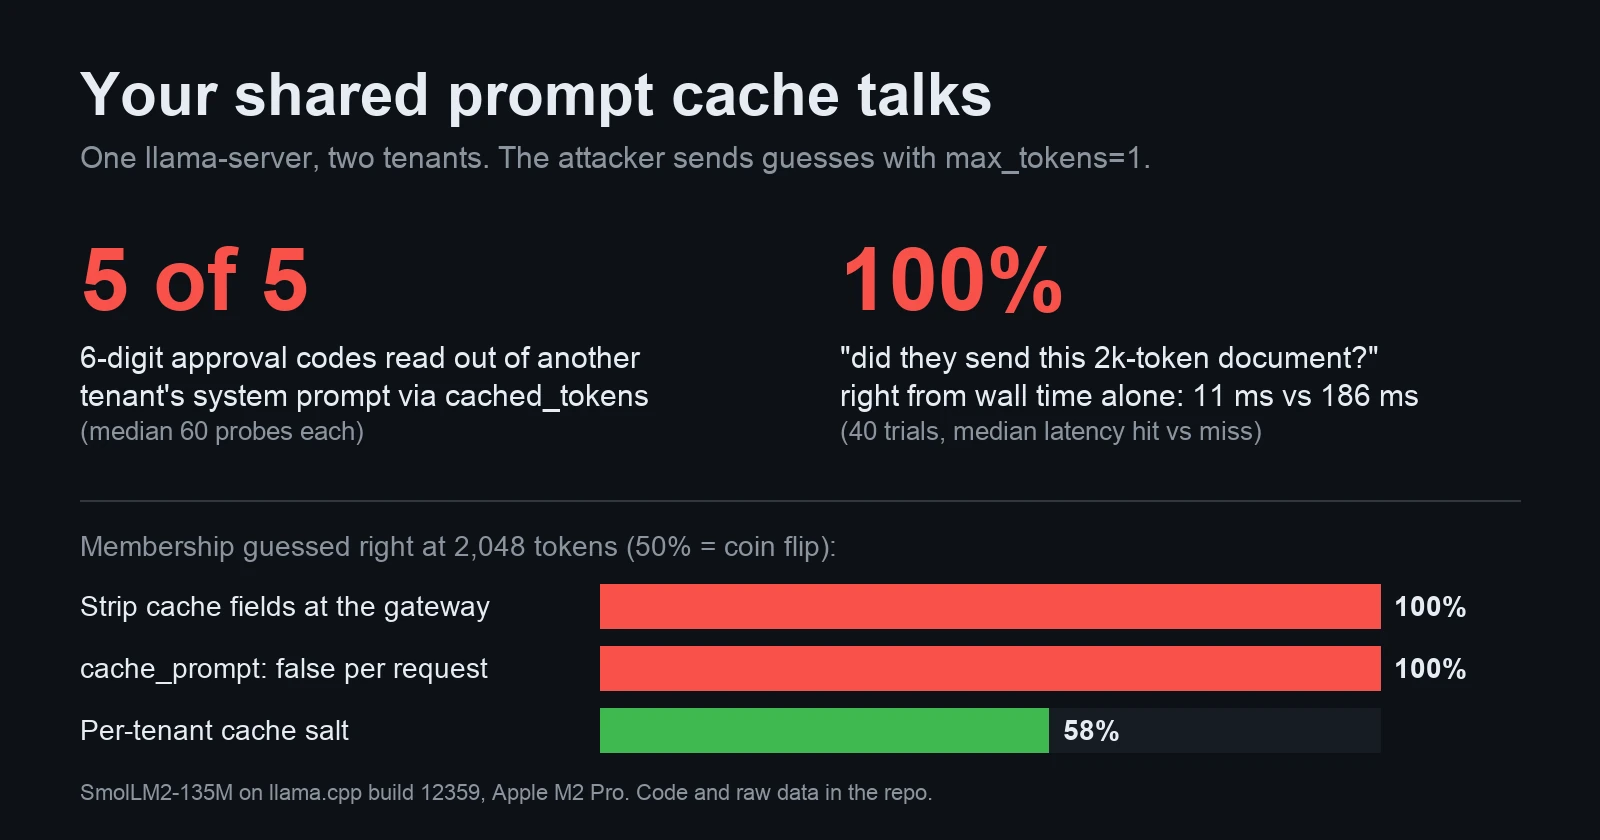 Your shared prompt cache talks
One llama-server, two tenants. The attacker sends guesses with max_tokens=1.
5 of 5
6-digit approval codes read out of another
tenant's system prompt via cached_tokens
(median 60 probes each)
100%
"did they send this 2k-token document?"
right from wall time alone: 11 ms vs 186 ms
(40 trials, median latency hit vs miss)
Membership guessed right at 2,048 tokens (50% = coin flip):
Strip cache fields at the gateway 100%
cache_prompt: false per request 100%
Per-tenant cache salt 58%
SmolLM2-135M on llama.cpp build 12359, Apple M2 Pro. Code and raw data in the repo.